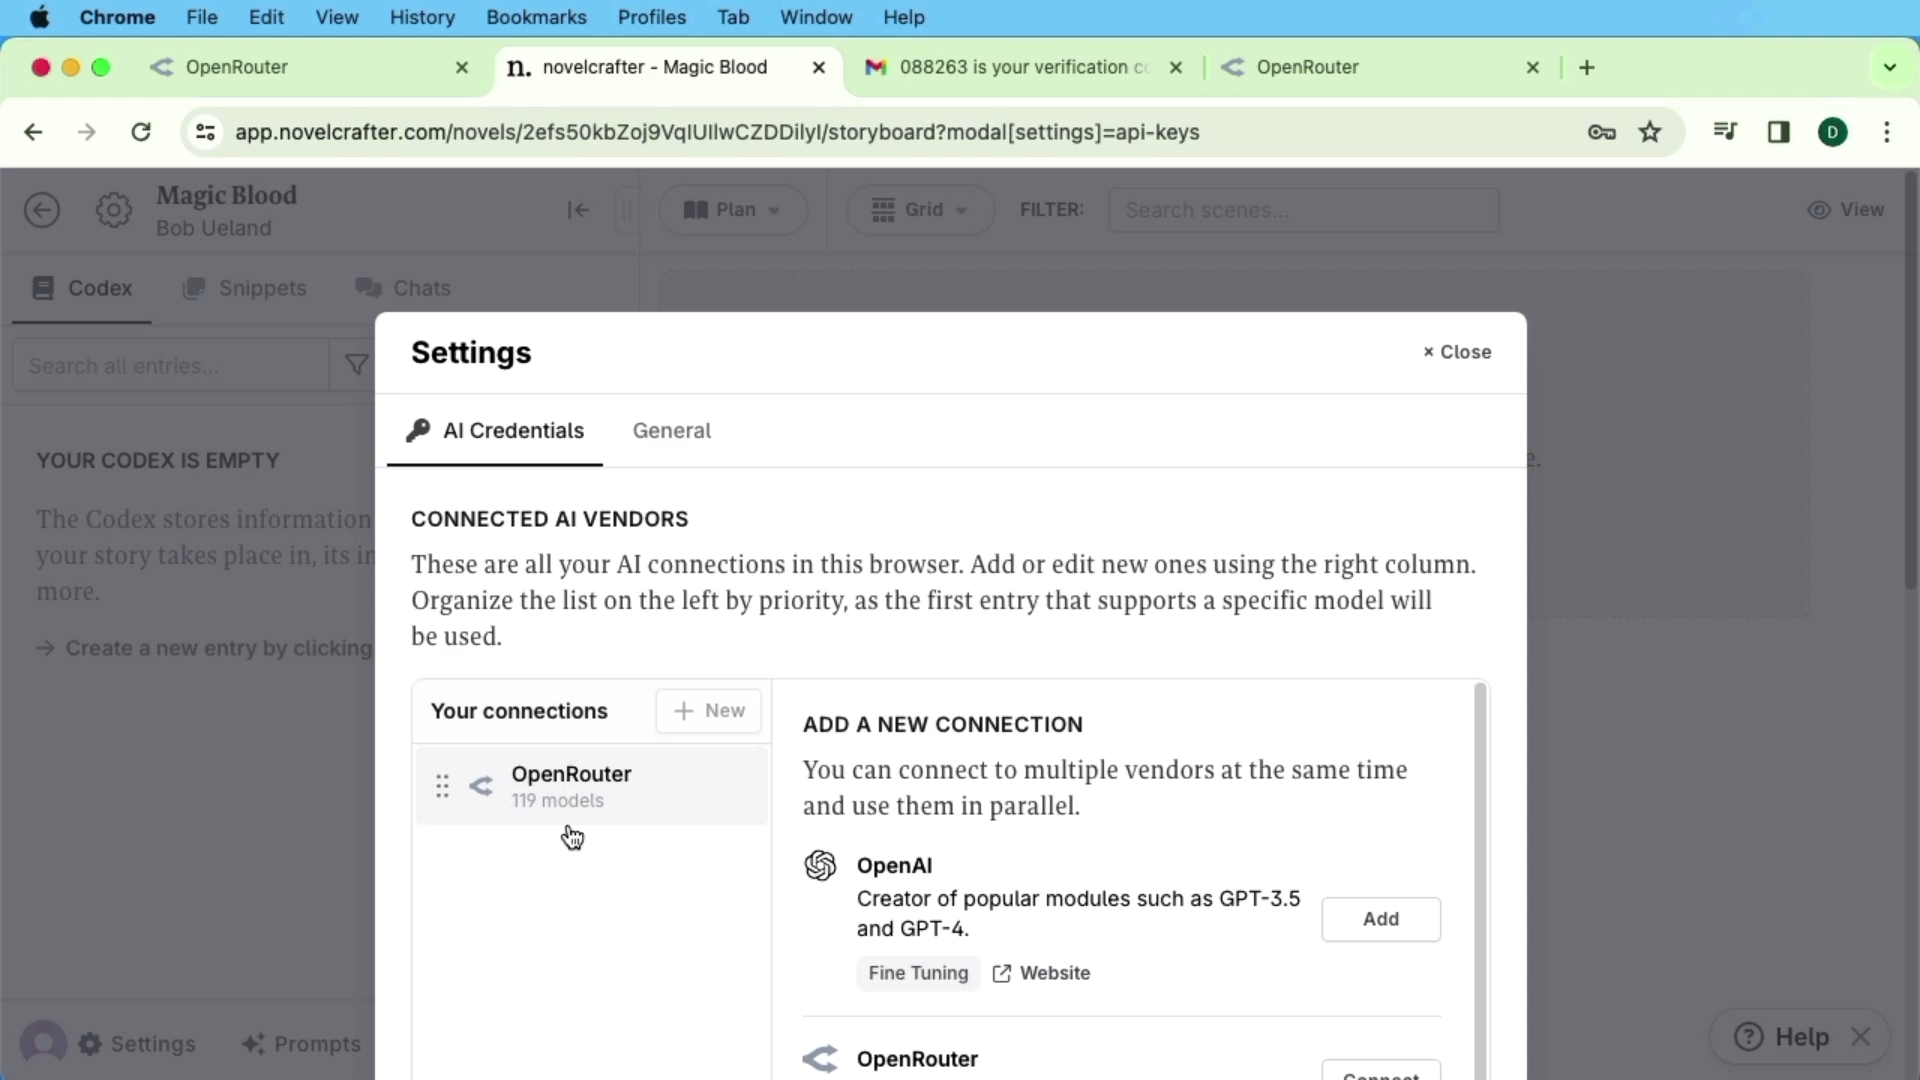 Chrome File Edit View History Bookmarks Profiles Tab Window Help
OpenRouter
n. novelcrafter - Magic Blood
088263 is your verification
OpenRouter
app.novelcrafter.com/novels/2efs50kbZoj9VqIUIlwCZDDilyI/storyboard?modal[settings]=api-keys
D
Magic Blood
Bob Ueland
Plan
Grid
FILTER:
Search scenes...
View
Codex
Snippets
Chats
Search all entries...
YOUR CODEX IS EMPTY
The Codex stores information
your story takes place in, its
more.
→ Create a new entry by clicking
Settings
Prompts
Settings
× Close
AI Credentials
General
CONNECTED AI VENDORS
These are all your AI connections in this browser. Add or edit new ones using the right column.
Organize the list on the left by priority, as the first entry that supports a specific model will
be used.
Your connections
+ New
OpenRouter
119 models
ADD A NEW CONNECTION
You can connect to multiple vendors at the same time
and use them in parallel.
OpenAI
Creator of popular modules such as GPT-3.5
and GPT-4.
Add
Fine Tuning
Website
OpenRouter
Connect
e.
Help